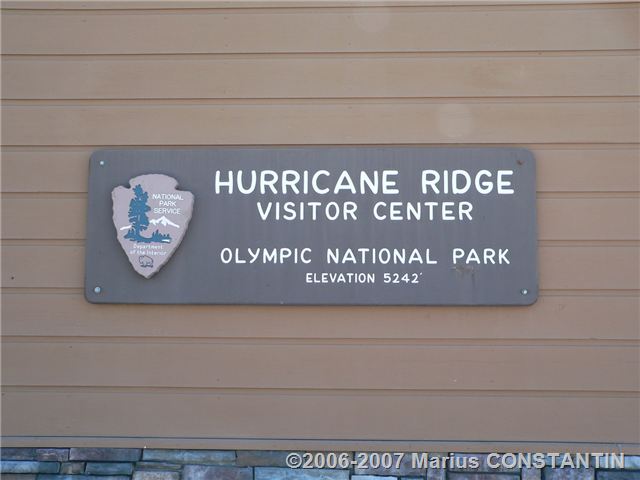 NATIONAL
PARK
SERVICE
Department
of the Interior
HURRICANE RIDGE
VISITOR CENTER
OLYMPIC NATIONAL PARK
ELEVATION 5242'
©2006-2007 Marius CONSTANTIN